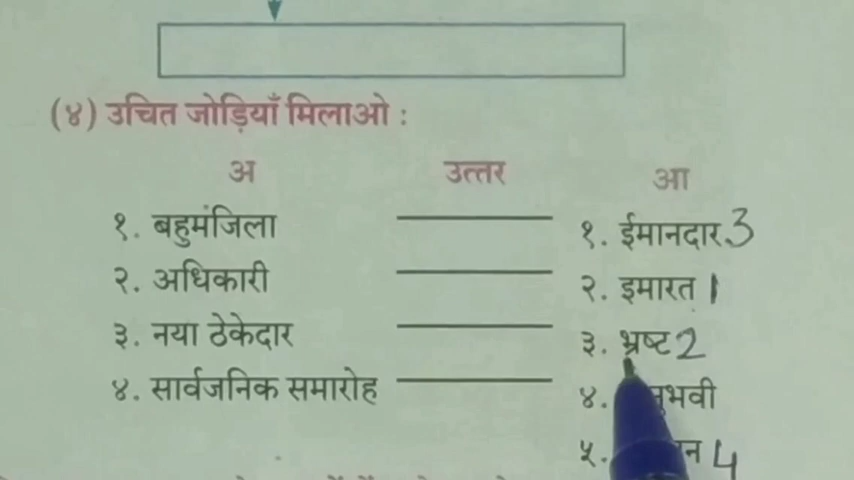 (४) उचित जोड़ियाँ मिलाओ :
अ उत्तर आ
१. बहुमंजिला १. ईमानदार 3
२. अधिकारी २. इमारत 1
३. नया ठेकेदार ३. भ्रष्ट 2
४. सार्वजनिक समारोह ४.
५. 4